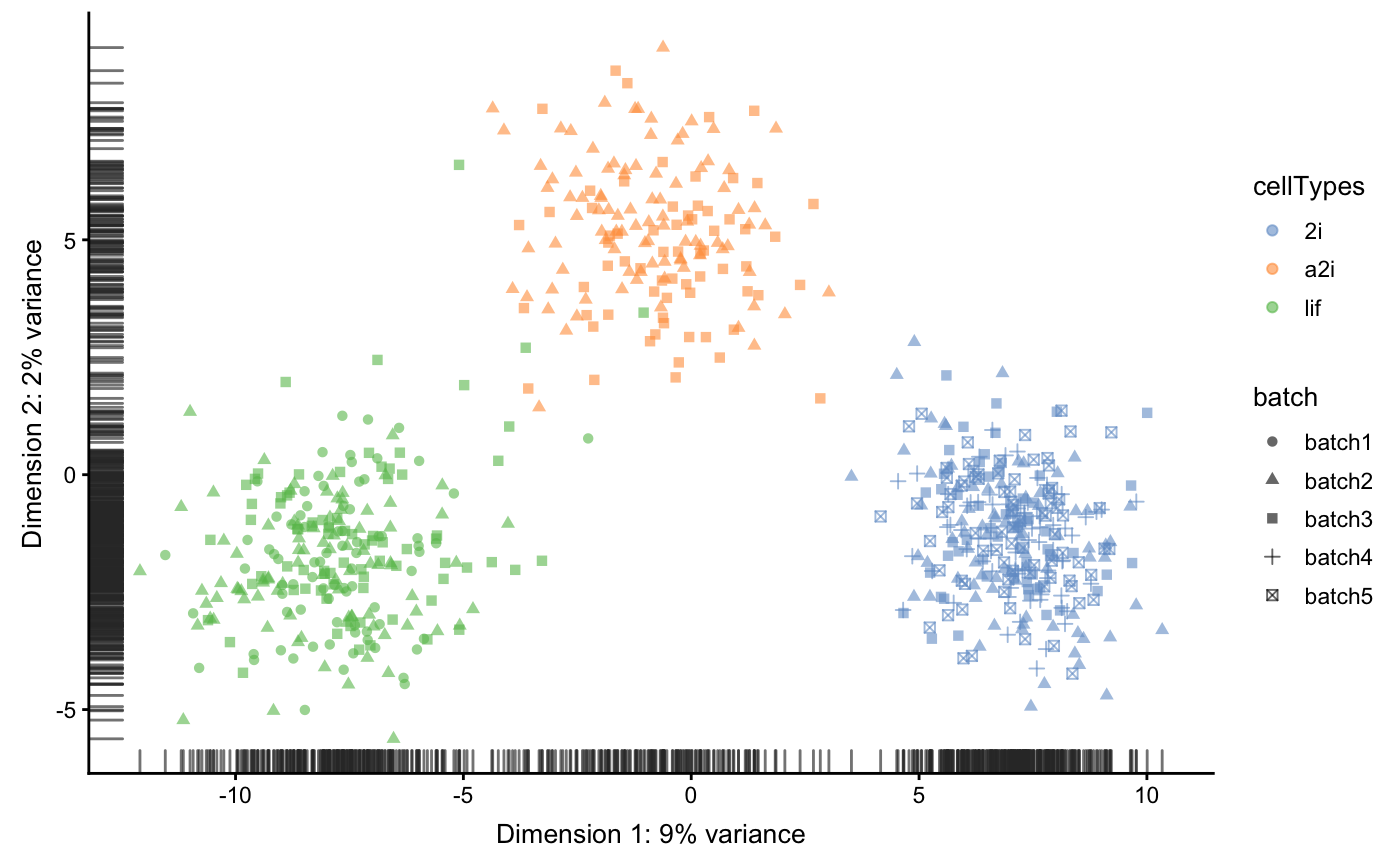 Dimension 2: 2% variance
5
0
-5
-10
-5
0
5
10
Dimension 1: 9% variance
cellTypes
2i
a2i
lif
batch
batch1
batch2
batch3
batch4
batch5